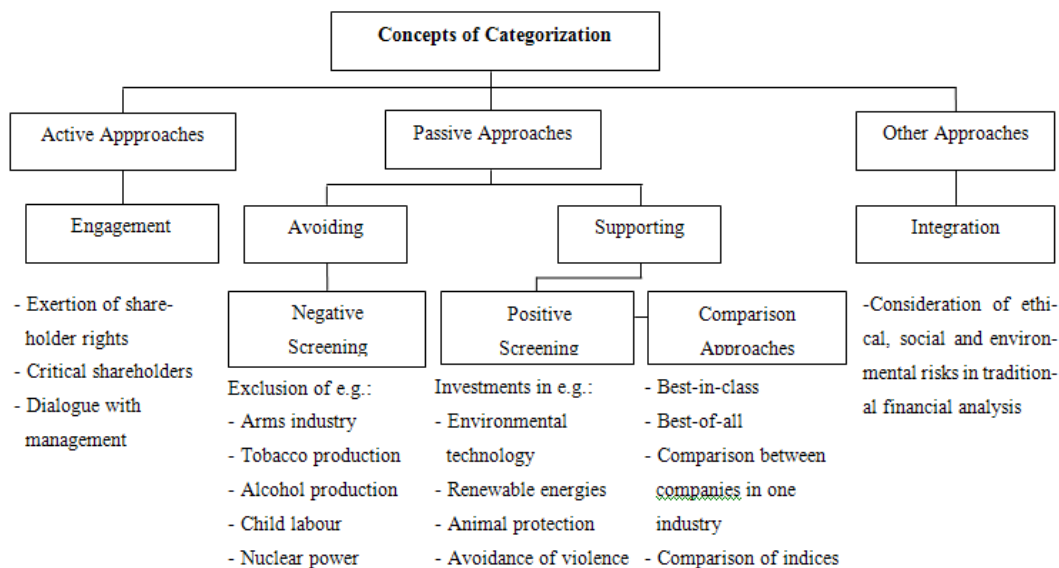 Concepts of Categorization
Active Appproaches
Passive Approaches
Other Approaches
Engagement
Avoiding
Supporting
Integration
- Exertion of share-
holder rights
- Critical shareholders
- Dialogue with
management
Negative
Screening
Exclusion of e.g.:
- Arms industry
- Tobacco production
- Alcohol production
- Child labour
- Nuclear power
Positive
Screening
Investments in e.g.:
- Environmental
technology
- Renewable energies
- Animal protection
- Avoidance of violence
Comparison
Approaches
- Best-in-class
- Best-of-all
- Comparison between
companies in one
industry
- Comparison of indices
-Consideration of ethi-
cal, social and environ-
mental risks in tradition-
al financial analysis